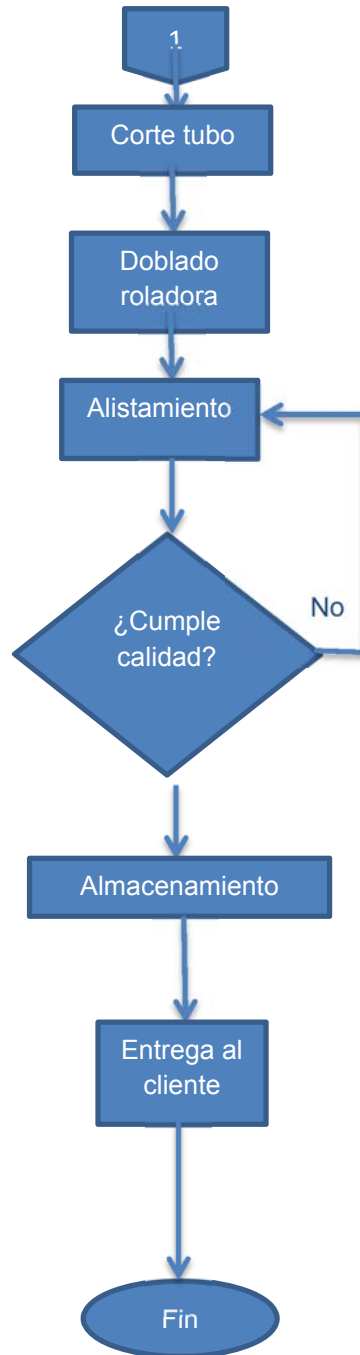 1
Corte tubo
Doblado
roladora
Alistamiento
¿Cumple
calidad?
No
Almacenamiento
Entrega al
cliente
Fin